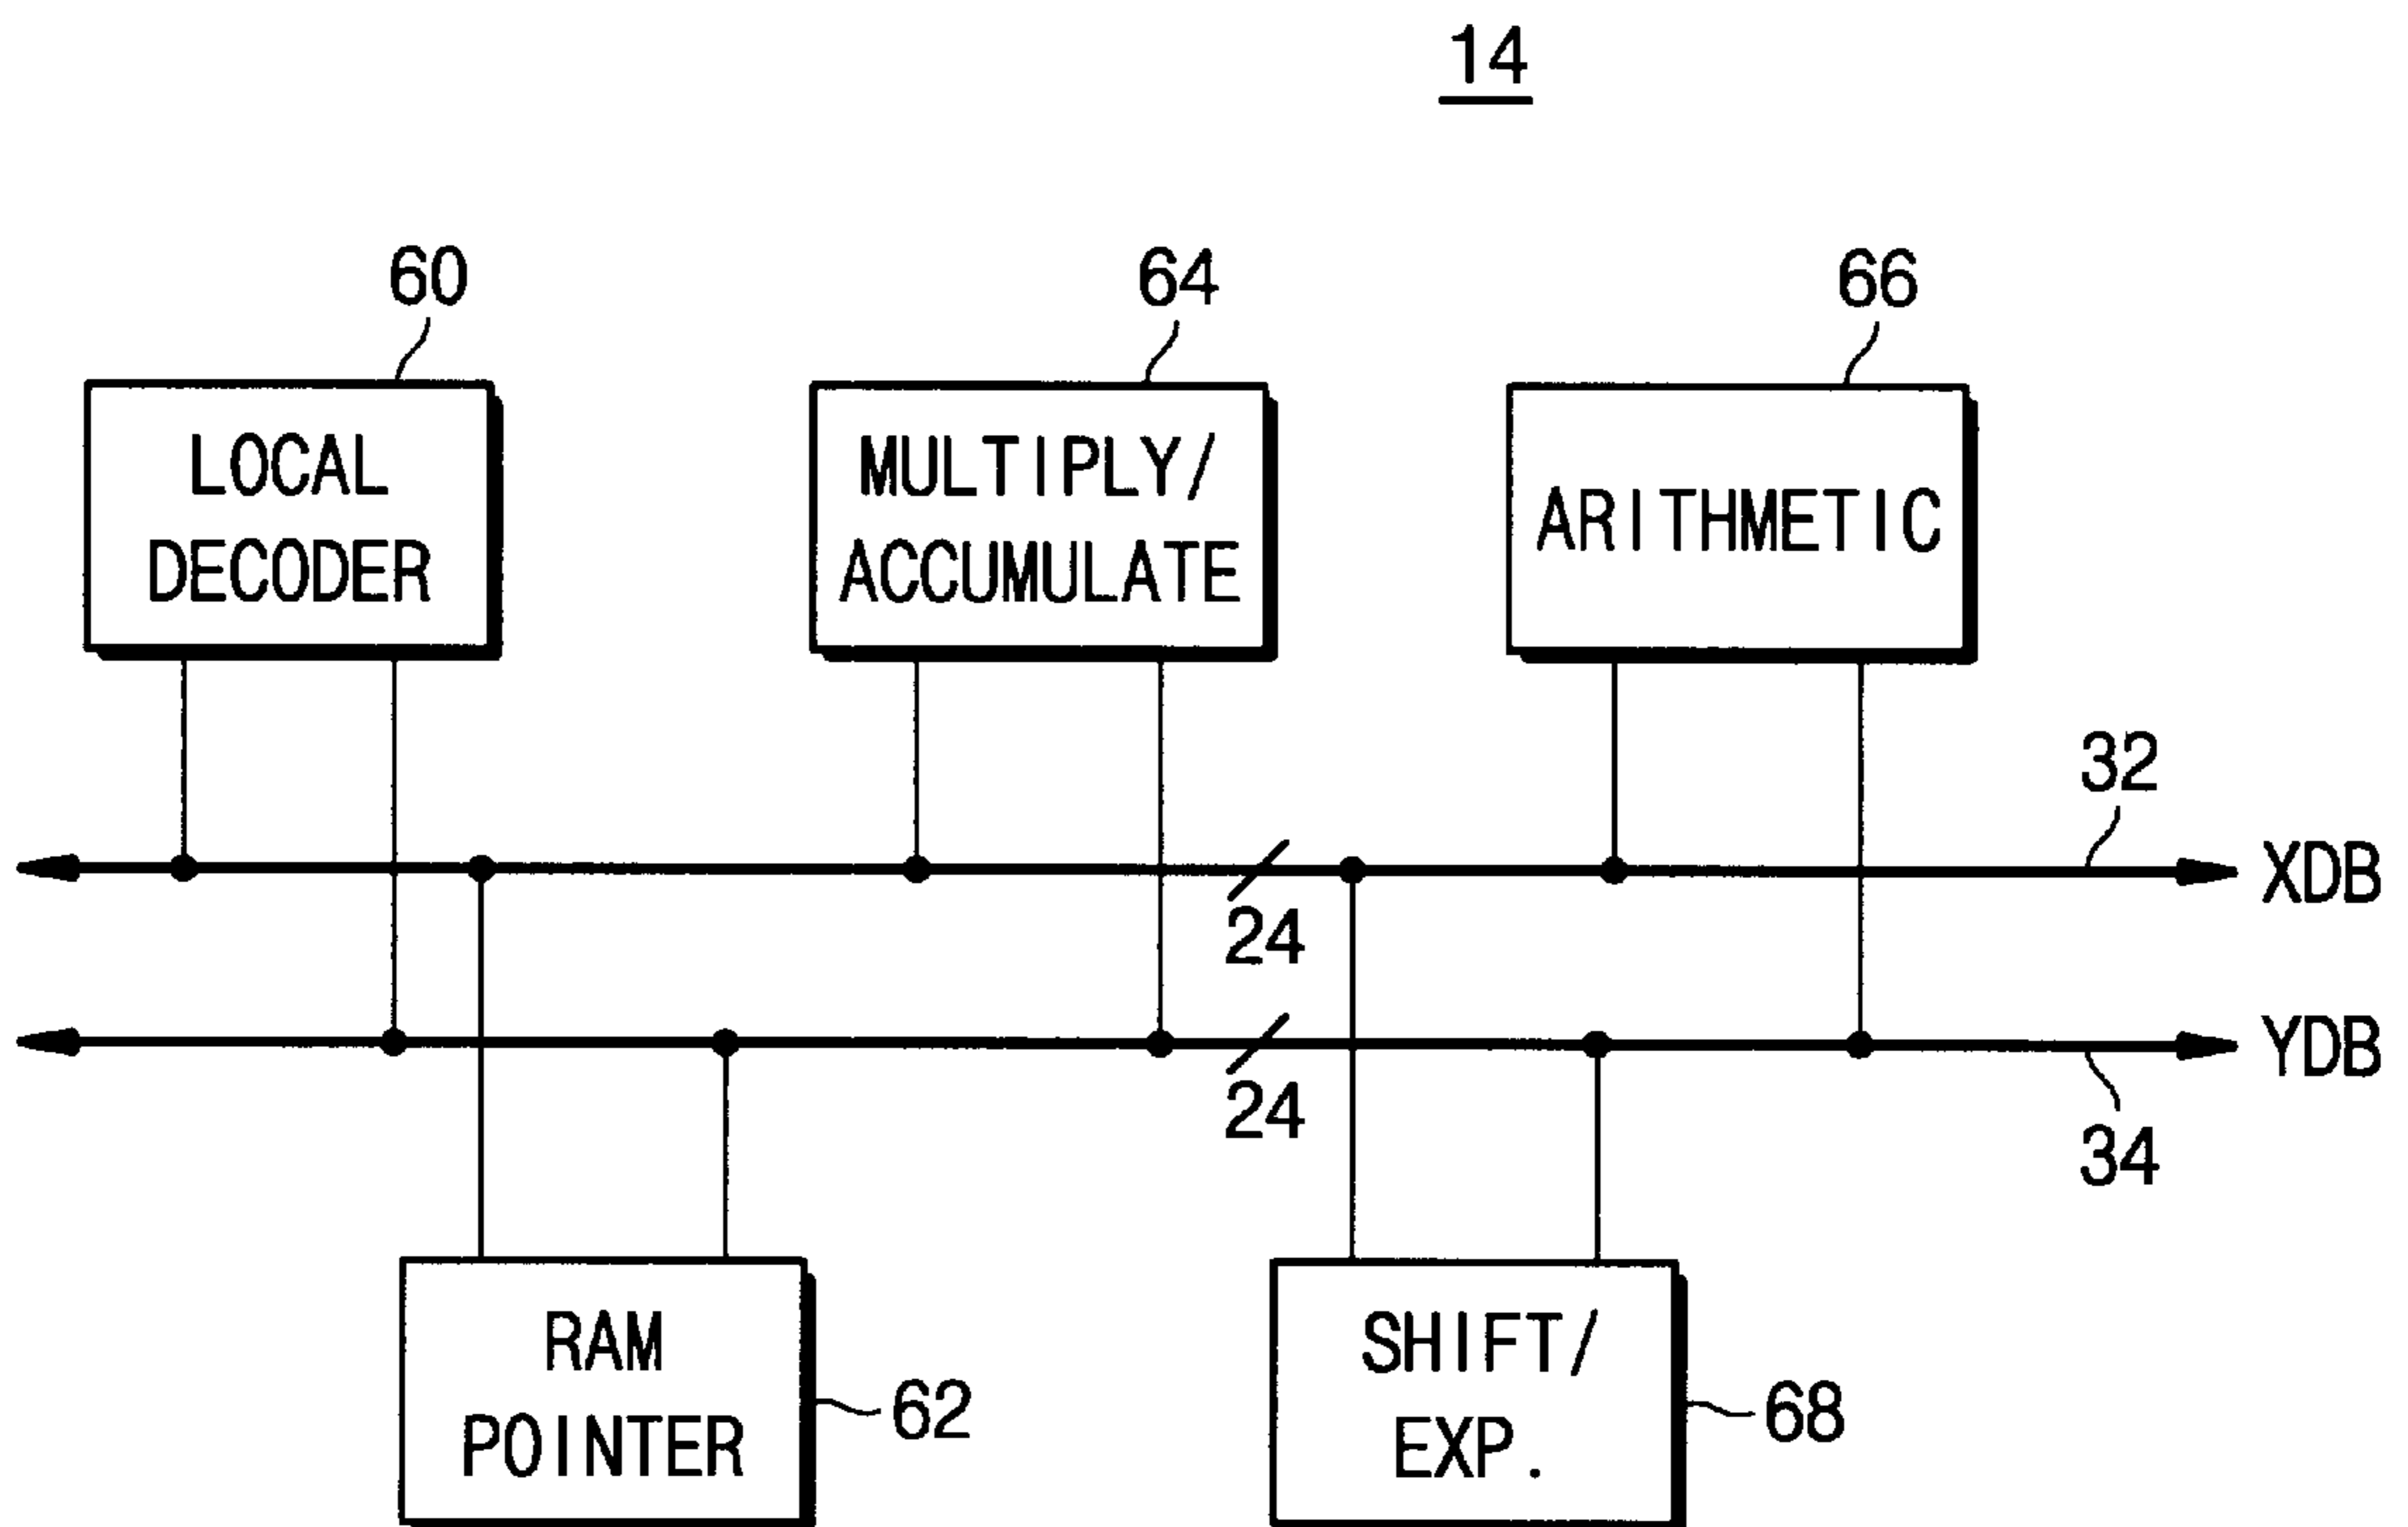 14
60
64
66
LOCAL
DECODER
MULTIPLY/
ACCUMULATE
ARITHMETIC
32
XDB
24
YDB
24
34
RAM
POINTER
62
SHIFT/
EXP.
68